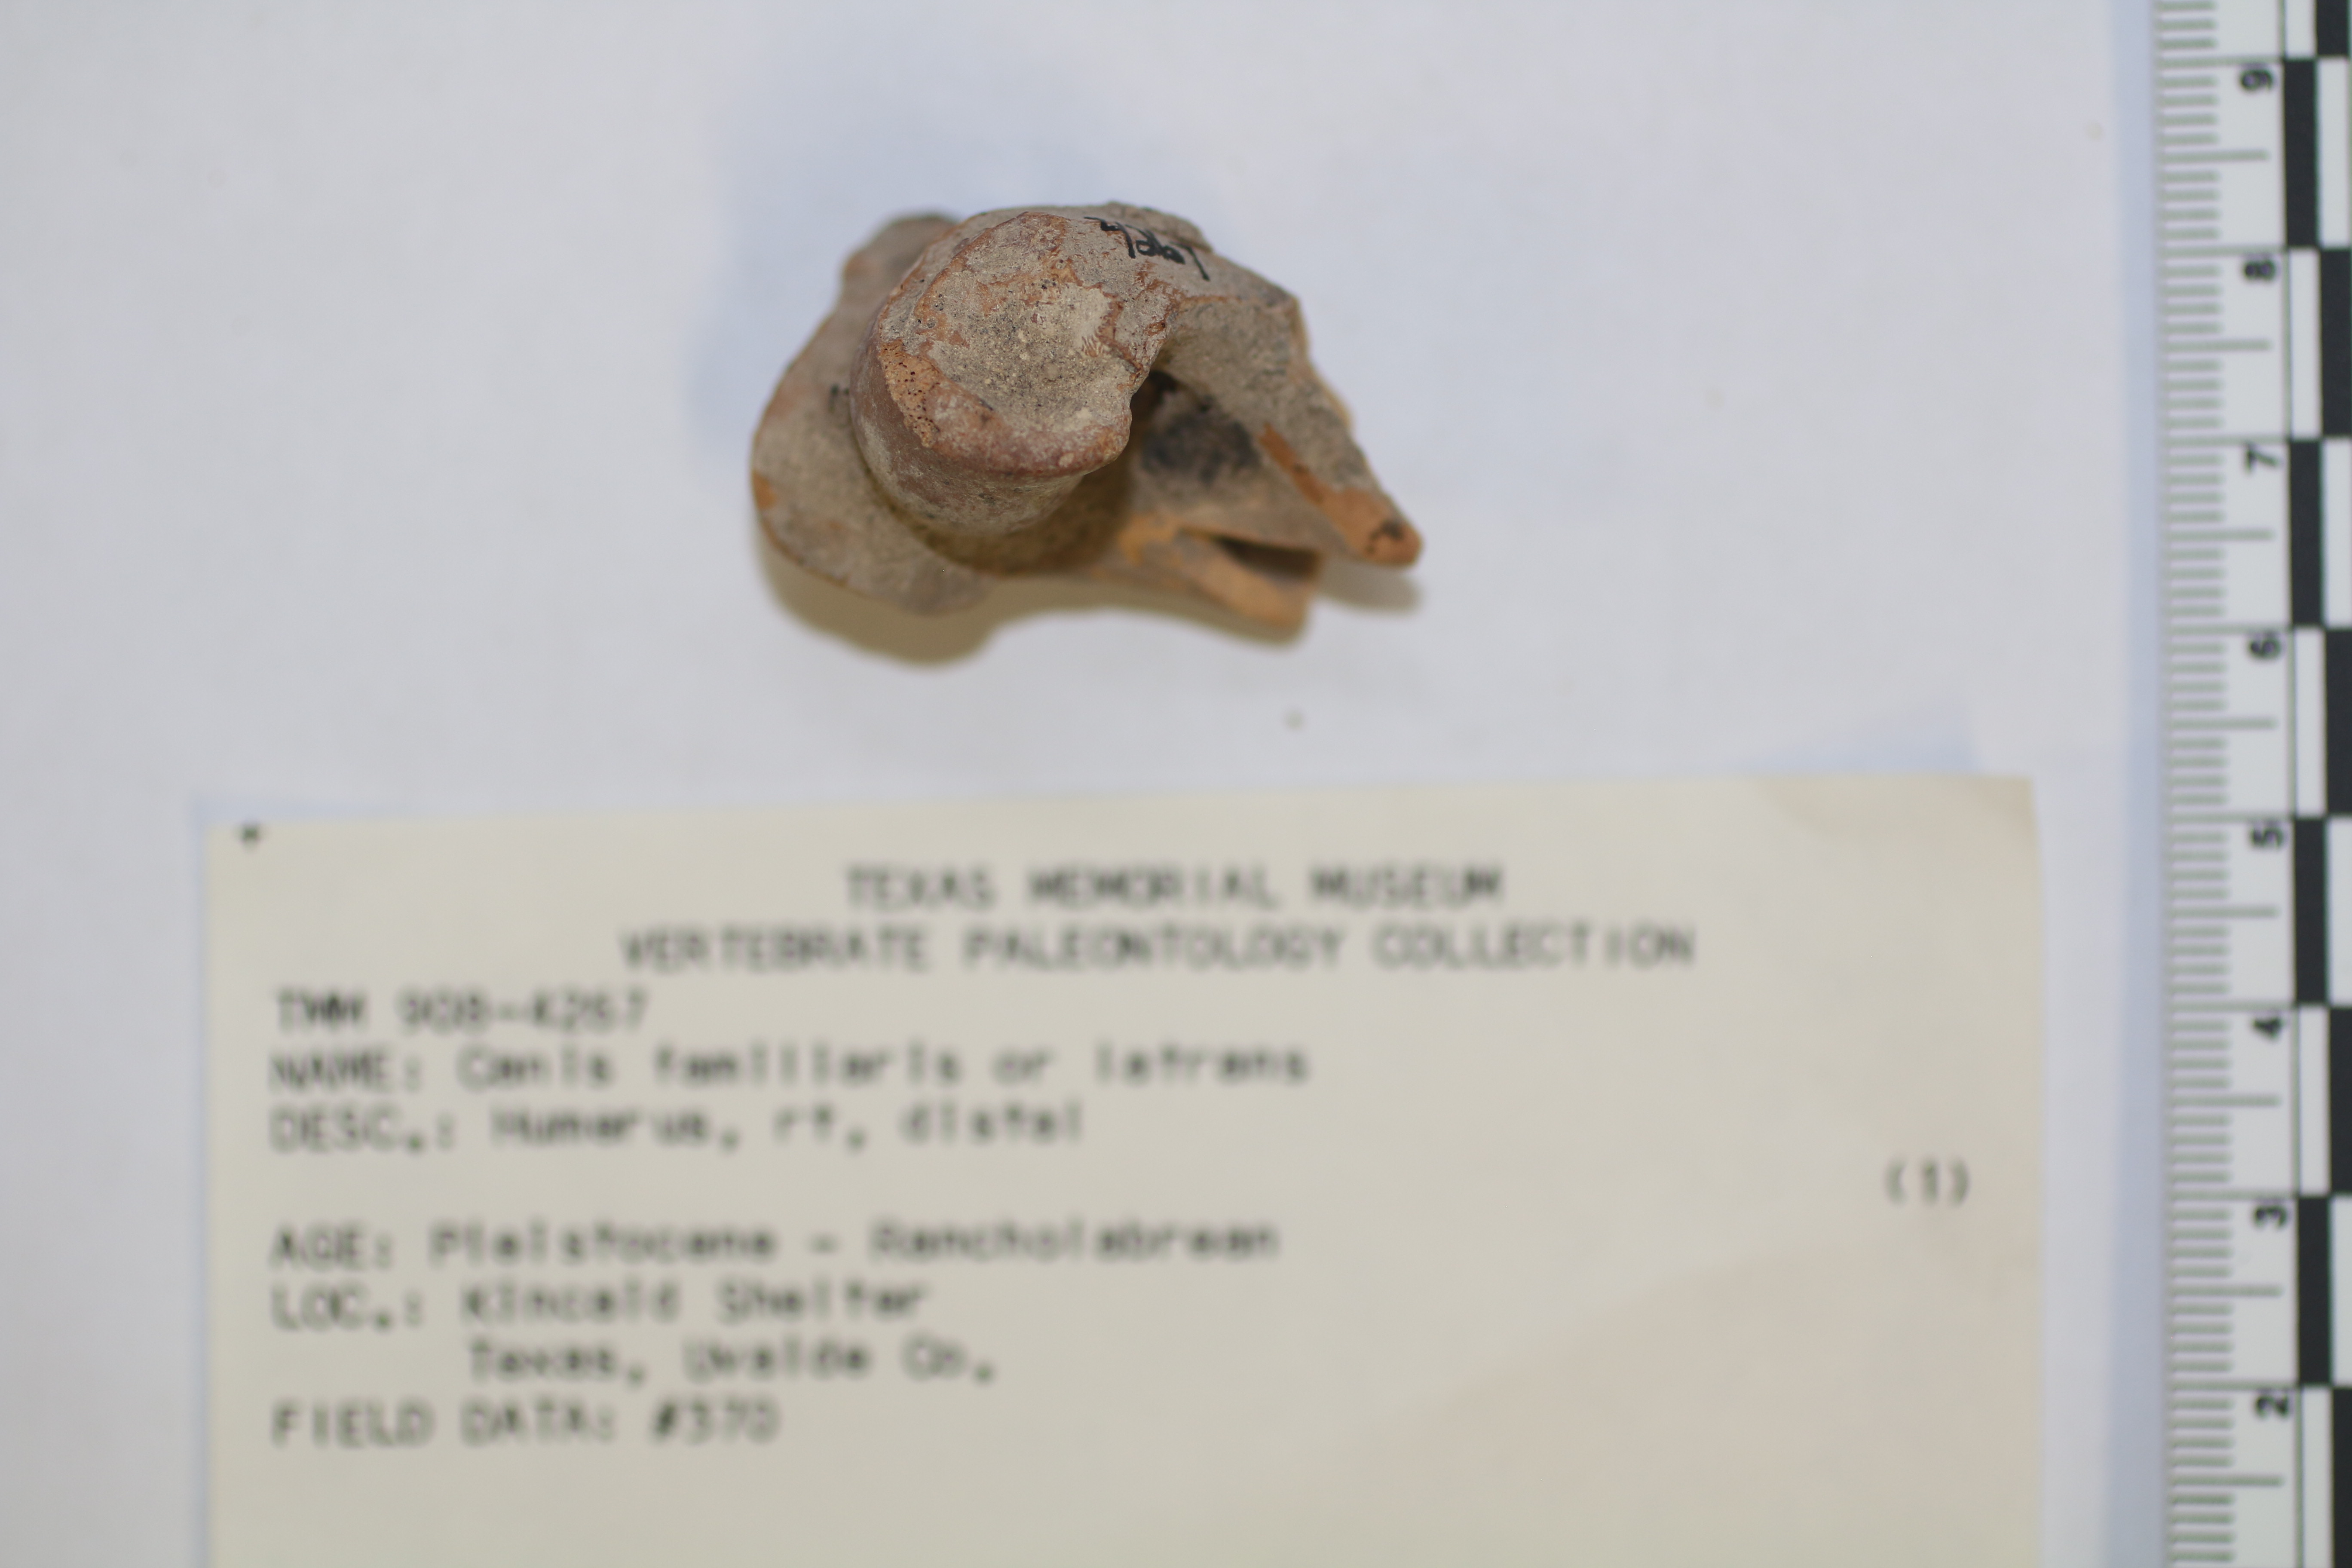 TEXAS MEMORIAL MUSEUM
VERTEBRATE PALEONTOLOGY COLLECTION
TMM 908-4267
NAME: Canis familiaris or latrans
DESC.: Humerus, rt, distal
(1)
AGE: Pleistocene - Rancholabrean
LOC.: Kincaid Shelter
Texas, Uvalde Co.
FIELD DATA: #370
9
8
7
6
5
4
3
2